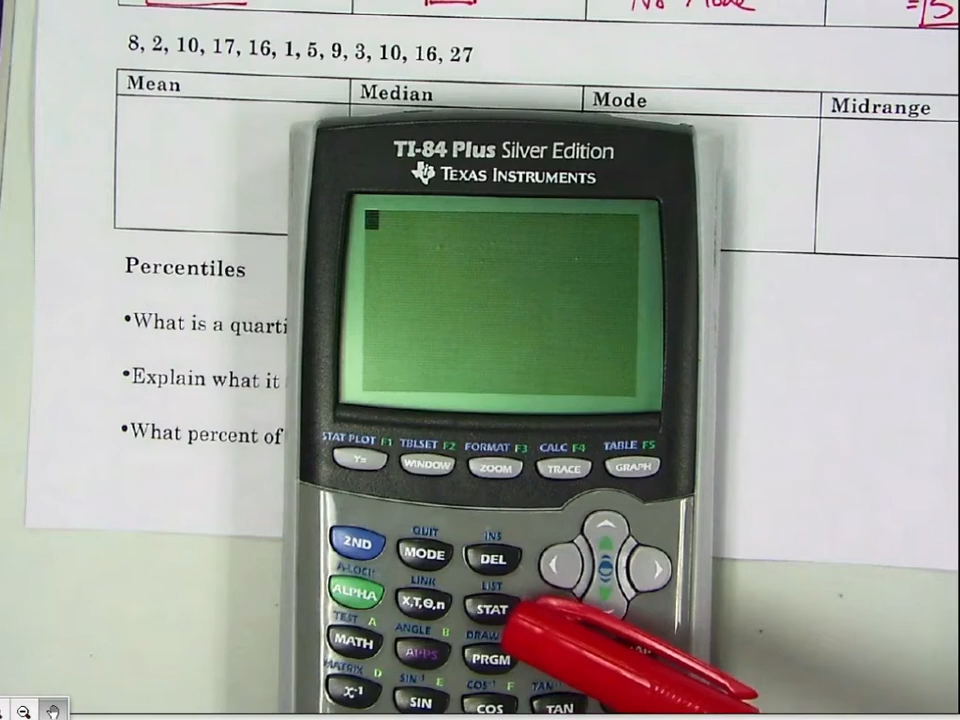 No Mode
= 5
8, 2, 10, 17, 16, 1, 5, 9, 3, 10, 16, 27
Mean Median Mode Midrange
TI-84 Plus Silver Edition
TEXAS INSTRUMENTS
Percentiles
•What is a quarti
•Explain what it
•What percent of
STAT PLOT F1 TBLSET F2 FORMAT F3 CALC F4 TABLE F5
Y= WINDOW ZOOM TRACE GRAPH
QUIT INS
2ND MODE DEL
A-LOCK LINK LIST
ALPHA X,T,Θ,n STAT
TEST A ANGLE B DRAW
MATH APPS PRGM
MATRIX D SIN⁻¹ E COS⁻¹ F TAN⁻¹
x⁻¹ SIN COS TAN